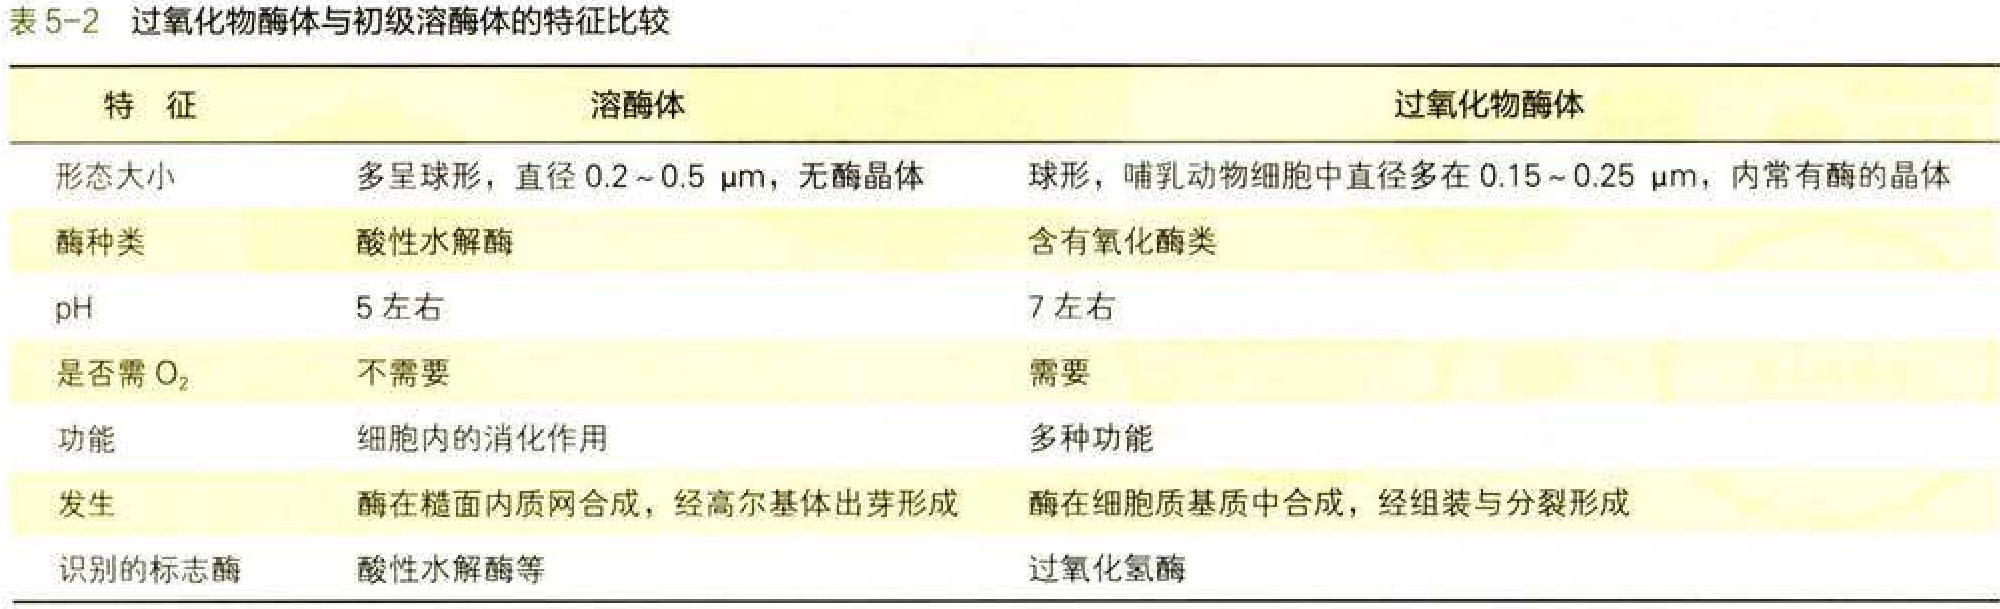 表5-2 过氧化物酶体与初级溶酶体的特征比较
特 征 溶酶体 过氧化物酶体
形态大小 多呈球形，直径 0.2~0.5 μm，无酶晶体 球形，哺乳动物细胞中直径多在 0.15~0.25 μm，内常有酶的晶体
酶种类 酸性水解酶 含有氧化酶类
pH 5 左右 7 左右
是否需 O₂ 不需要 需要
功能 细胞内的消化作用 多种功能
发生 酶在糙面内质网合成，经高尔基体出芽形成 酶在细胞质基质中合成，经组装与分裂形成
识别的标志酶 酸性水解酶等 过氧化氢酶